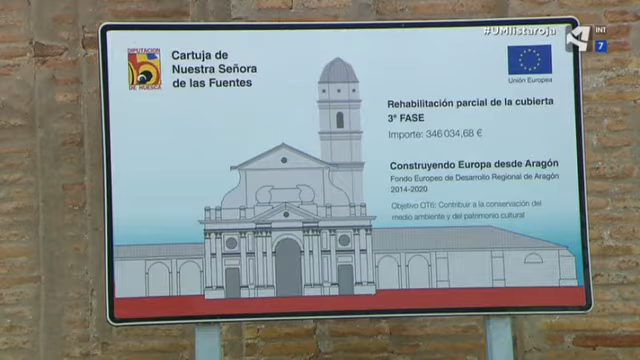 #UMlistaroja
INT
7
DIPUTACIÓN
DE HUESCA
Cartuja de
Nuestra Señora
de las Fuentes
Unión Europea
Rehabilitación parcial de la cubierta
3ª FASE
Importe: 346 034,68 €
Construyendo Europa desde Aragón
Fondo Europeo de Desarrollo Regional de Aragón
2014-2020
Objetivo OT6: Contribuir a la conservación del
medio ambiente y del patrimonio cultural